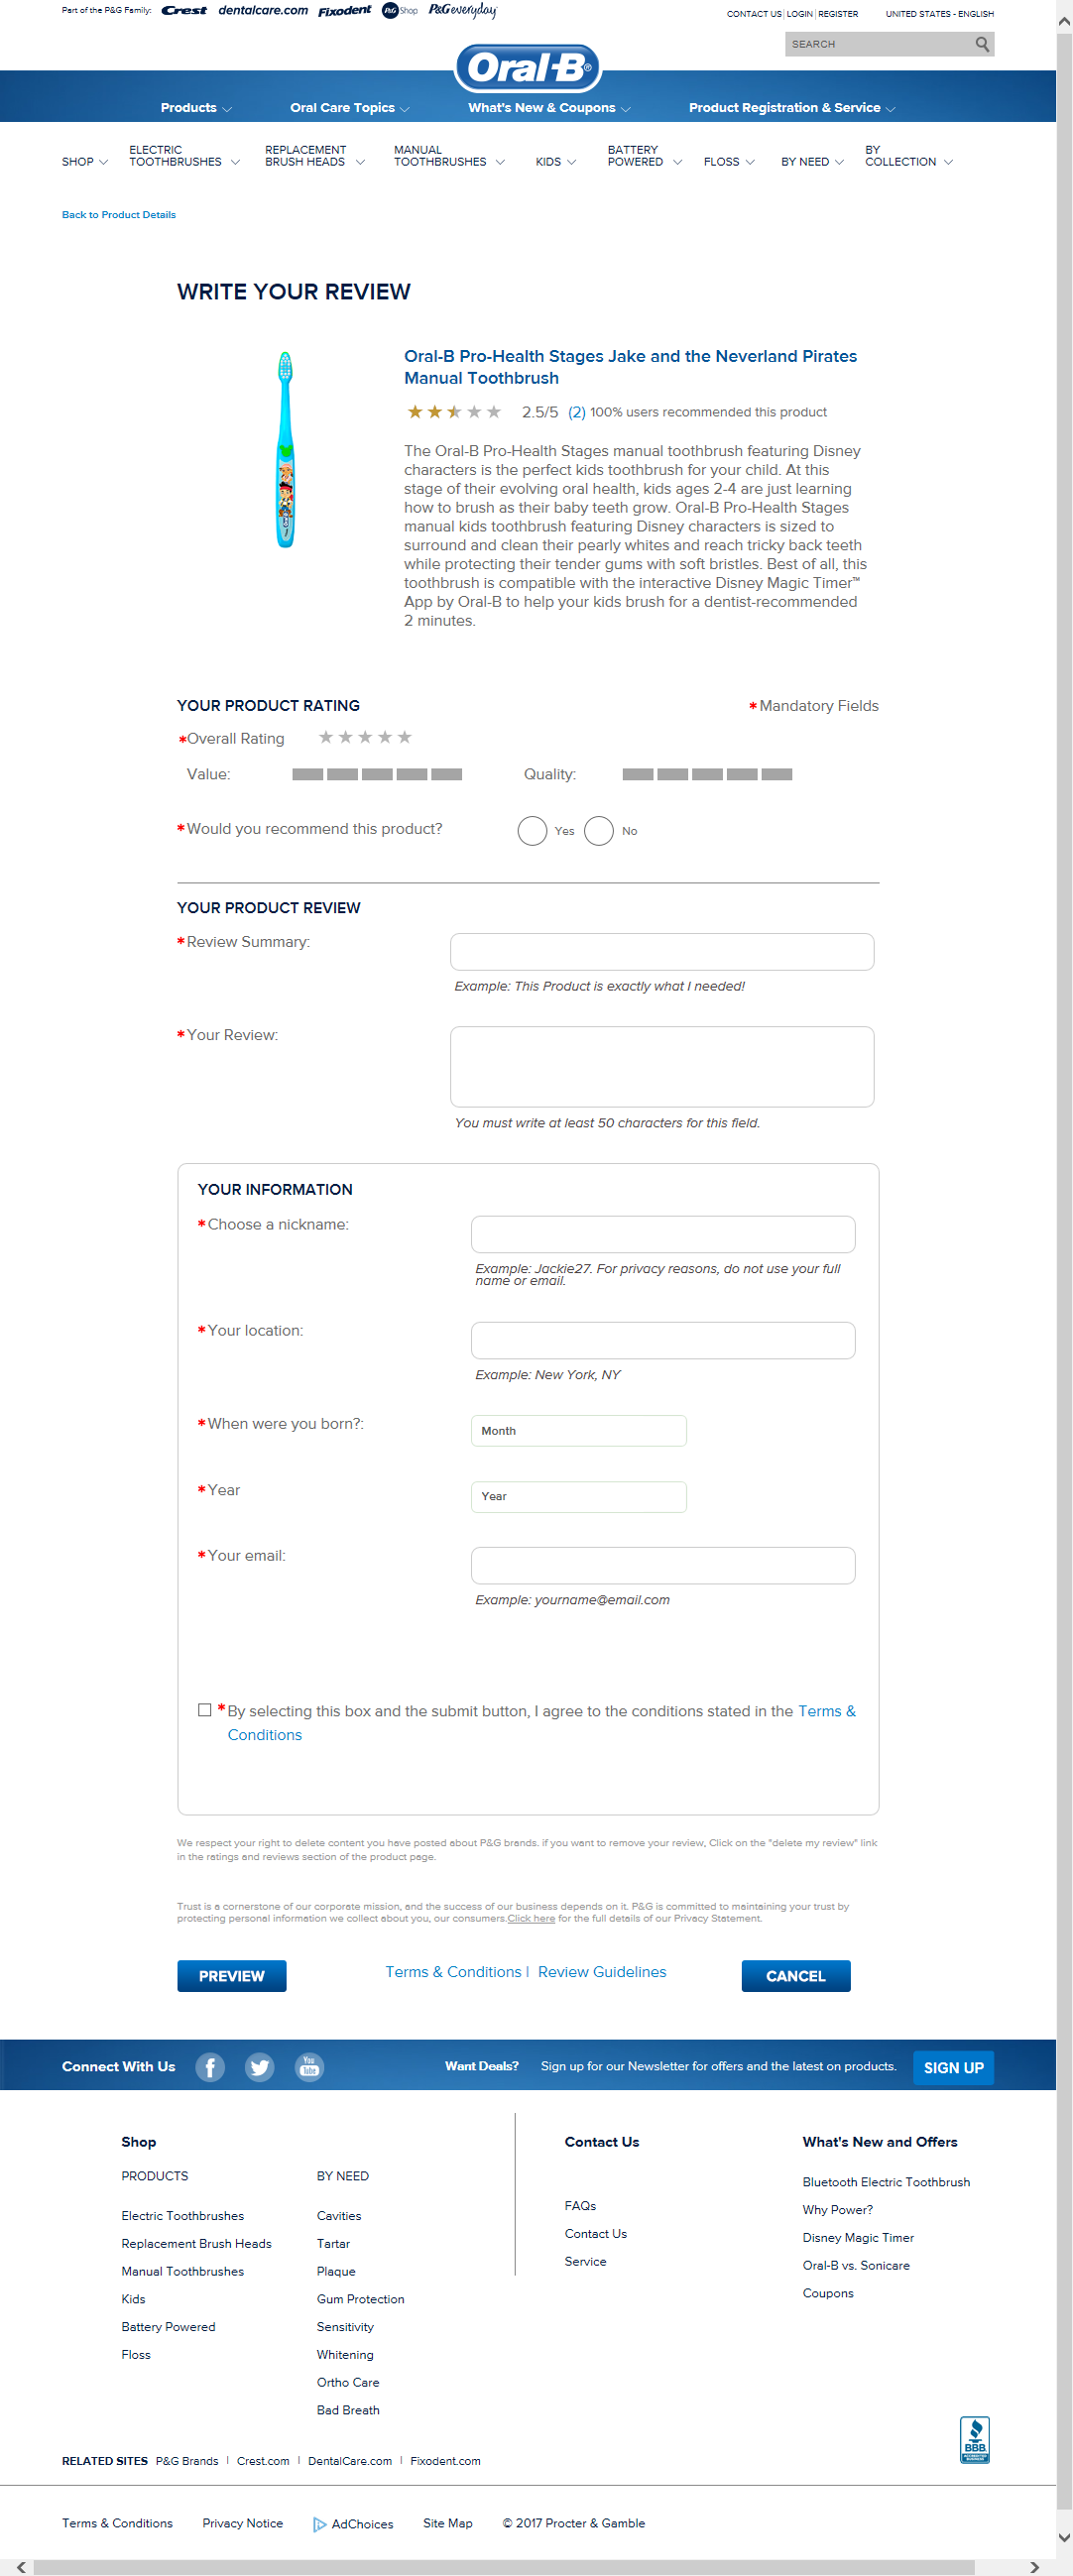 Part of the P&G Family: Crest dentalcare.com Fixodent P&G Shop P&Geveryday
CONTACT US | LOGIN | REGISTER UNITED STATES - ENGLISH
SEARCH
Oral-B®
Products Oral Care Topics What's New & Coupons Product Registration & Service
SHOP ELECTRIC TOOTHBRUSHES REPLACEMENT BRUSH HEADS MANUAL TOOTHBRUSHES KIDS BATTERY POWERED FLOSS BY NEED BY COLLECTION
Back to Product Details
WRITE YOUR REVIEW
Oral-B Pro-Health Stages Jake and the Neverland Pirates
Manual Toothbrush
2.5/5 (2) 100% users recommended this product
The Oral-B Pro-Health Stages manual toothbrush featuring Disney
characters is the perfect kids toothbrush for your child. At this
stage of their evolving oral health, kids ages 2-4 are just learning
how to brush as their baby teeth grow. Oral-B Pro-Health Stages
manual kids toothbrush featuring Disney characters is sized to
surround and clean their pearly whites and reach tricky back teeth
while protecting their tender gums with soft bristles. Best of all, this
toothbrush is compatible with the interactive Disney Magic Timer™
App by Oral-B to help your kids brush for a dentist-recommended
2 minutes.
YOUR PRODUCT RATING
*Mandatory Fields
*Overall Rating
Value: Quality:
*Would you recommend this product? Yes No
YOUR PRODUCT REVIEW
*Review Summary:
Example: This Product is exactly what I needed!
*Your Review:
You must write at least 50 characters for this field.
YOUR INFORMATION
*Choose a nickname:
Example: Jackie27. For privacy reasons, do not use your full
name or email.
*Your location:
Example: New York, NY
*When were you born?: Month
*Year Year
*Your email:
Example: yourname@email.com
*By selecting this box and the submit button, I agree to the conditions stated in the Terms &
Conditions
We respect your right to delete content you have posted about P&G brands. if you want to remove your review, Click on the "delete my review" link
in the ratings and reviews section of the product page.
Trust is a cornerstone of our corporate mission, and the success of our business depends on it. P&G is committed to maintaining your trust by
protecting personal information we collect about you, our consumers.Click here for the full details of our Privacy Statement.
PREVIEW Terms & Conditions | Review Guidelines CANCEL
Connect With Us You Tube Want Deals? Sign up for our Newsletter for offers and the latest on products. SIGN UP
Shop
PRODUCTS
Electric Toothbrushes
Replacement Brush Heads
Manual Toothbrushes
Kids
Battery Powered
Floss
BY NEED
Cavities
Tartar
Plaque
Gum Protection
Sensitivity
Whitening
Ortho Care
Bad Breath
Contact Us
FAQs
Contact Us
Service
What's New and Offers
Bluetooth Electric Toothbrush
Why Power?
Disney Magic Timer
Oral-B vs. Sonicare
Coupons
BBB
ACCREDITED BUSINESS
RELATED SITES P&G Brands | Crest.com | DentalCare.com | Fixodent.com
Terms & Conditions Privacy Notice AdChoices Site Map © 2017 Procter & Gamble